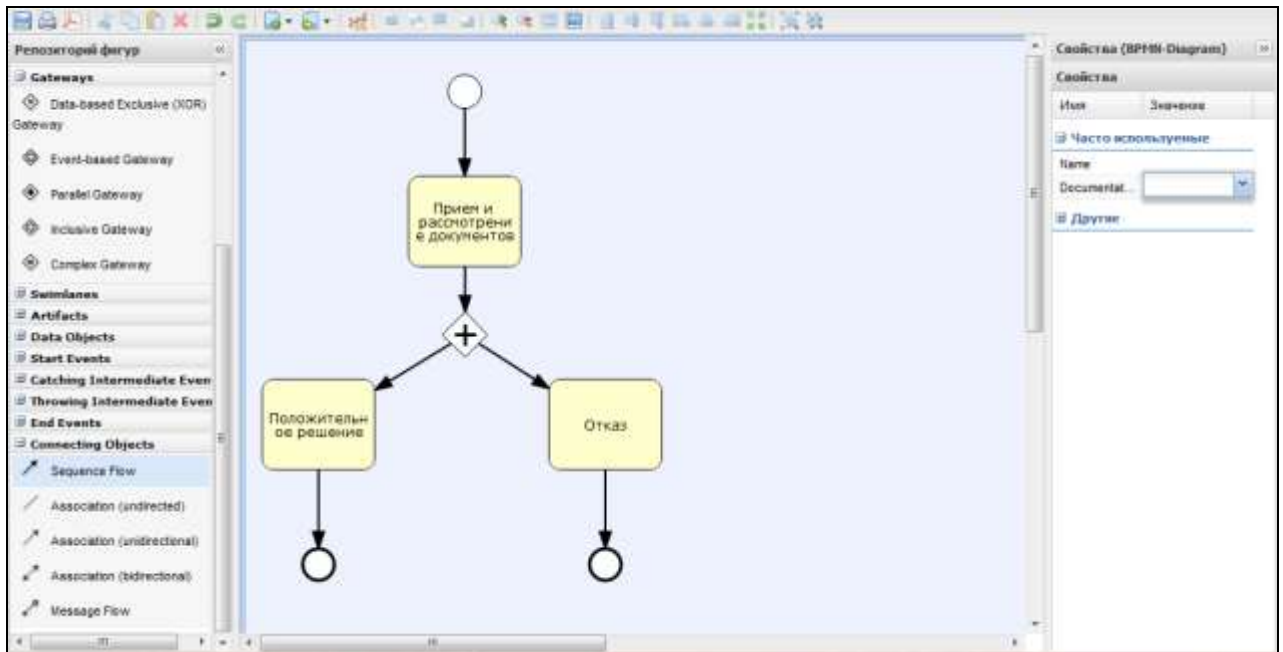 Репозиторий фигур
Свойства (BPMN-Diagram)
Gateways
Data-based Exclusive (XOR)
Gateway
Event-based Gateway
Parallel Gateway
Inclusive Gateway
Complex Gateway
Swimlanes
Artifacts
Data Objects
Start Events
Catching Intermediate Even
Throwing Intermediate Even
End Events
Connecting Objects
Sequence Flow
Association (undirected)
Association (unidirectional)
Association (bidirectional)
Message Flow
Прием и
рассмотрени
е документов
Положительн
ое решение
Отказ
Свойства
Имя Значение
Часто используемые
Name
Documentat...
Другие